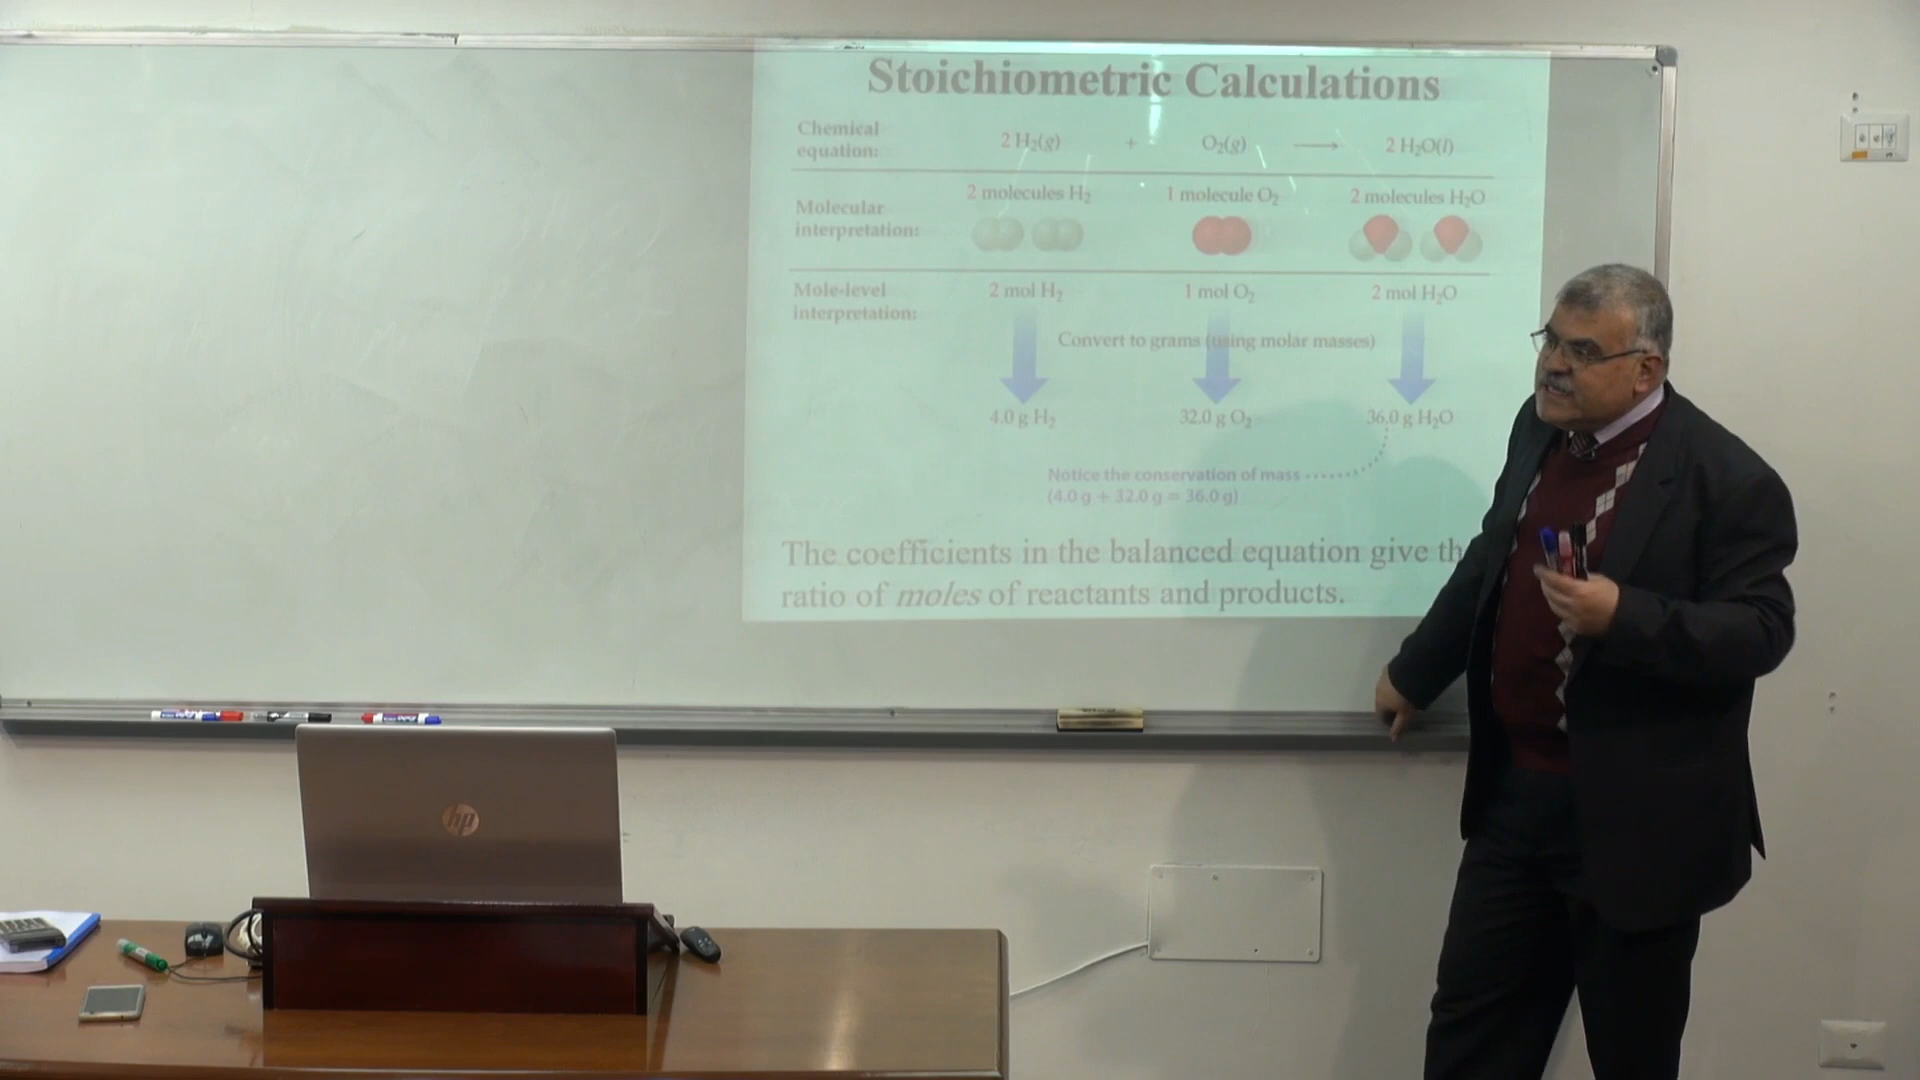 Stoichiometric Calculations
Chemical equation: 2 H₂(g) + O₂(g) ⟶ 2 H₂O(l)
Molecular interpretation: 2 molecules H₂ 1 molecule O₂ 2 molecules H₂O
Mole-level interpretation: 2 mol H₂ 1 mol O₂ 2 mol H₂O
Convert to grams (using molar masses)
4.0 g H₂ 32.0 g O₂ 36.0 g H₂O
Notice the conservation of mass
(4.0 g + 32.0 g = 36.0 g)
The coefficients in the balanced equation give
ratio of moles of reactants and products.
hp